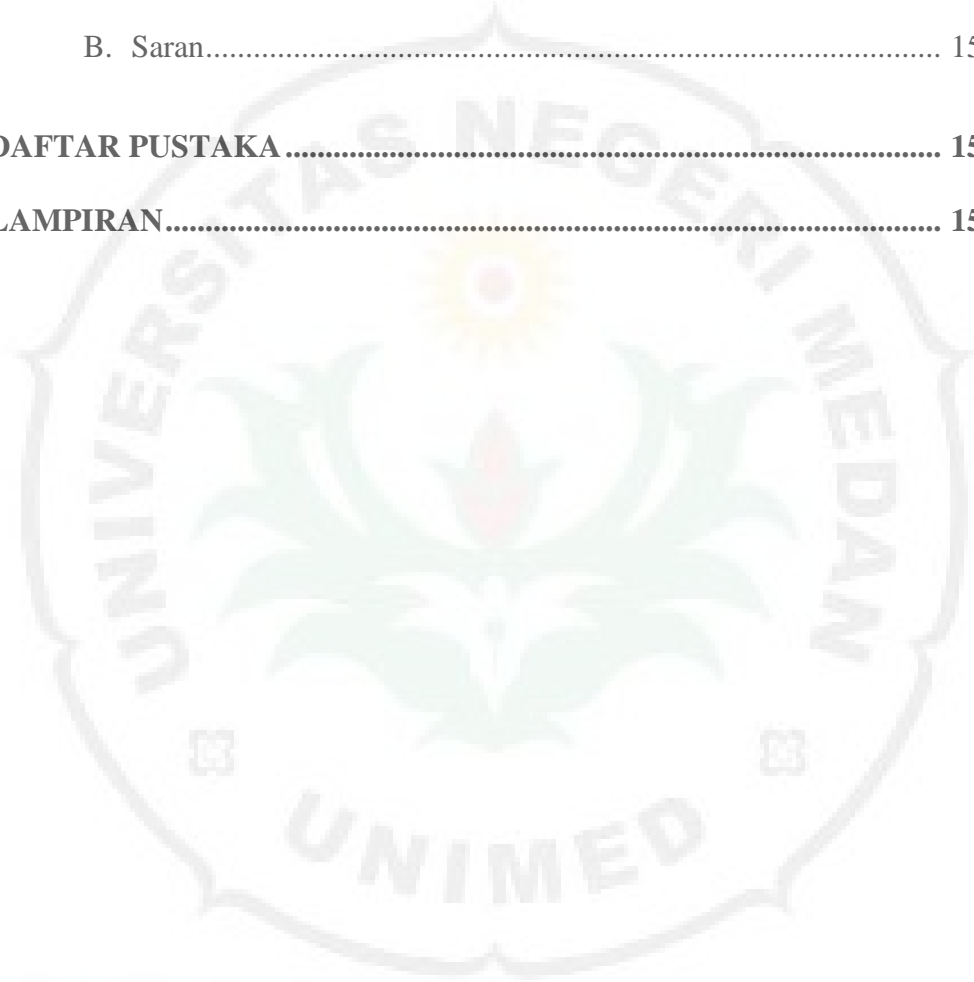 B. Saran........................................................................................ 15
DAFTAR PUSTAKA................................................................................ 15
LAMPIRAN................................................................................................ 15
UNIVERSITAS NEGERI MEDAN
UNIMED